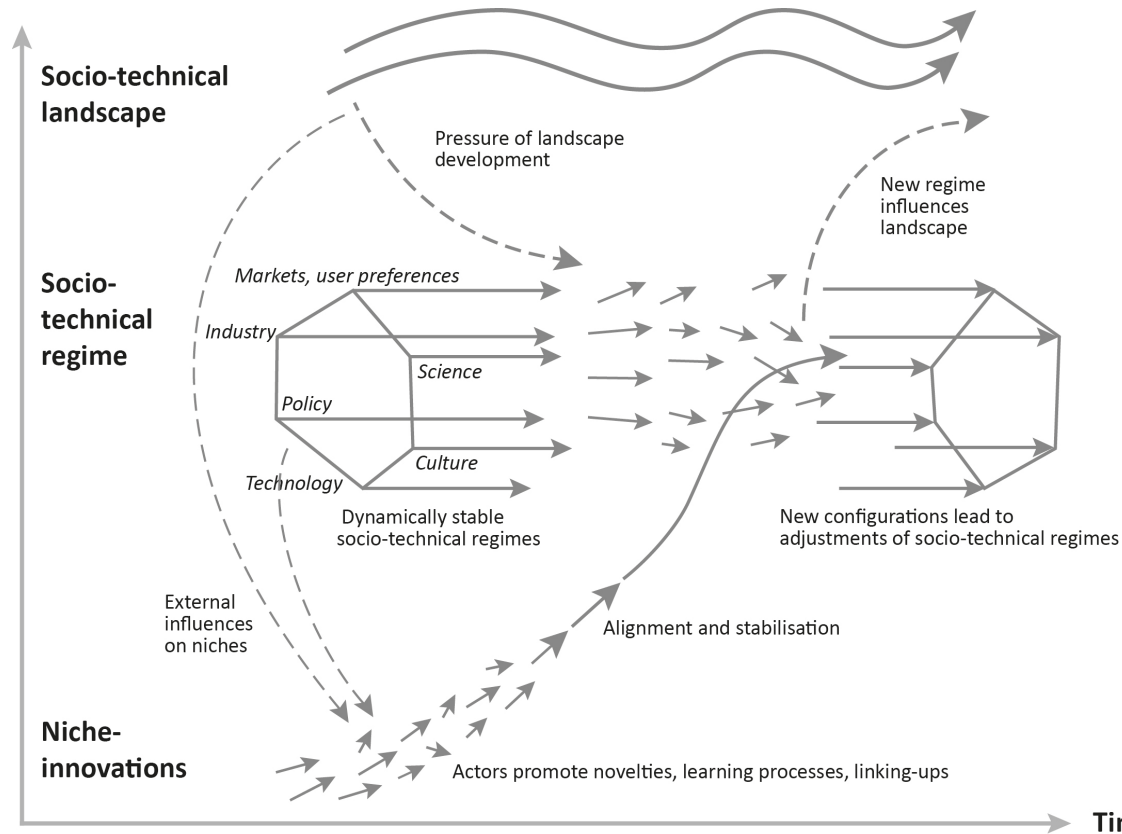 Socio-technical
landscape
Pressure of landscape
development
New regime
influences
landscape
Socio-
technical
regime
Markets, user preferences
Industry
Science
Policy
Culture
Technology
Dynamically stable
socio-technical regimes
New configurations lead to
adjustments of socio-technical regimes
External
influences
on niches
Alignment and stabilisation
Niche-
innovations
Actors promote novelties, learning processes, linking-ups